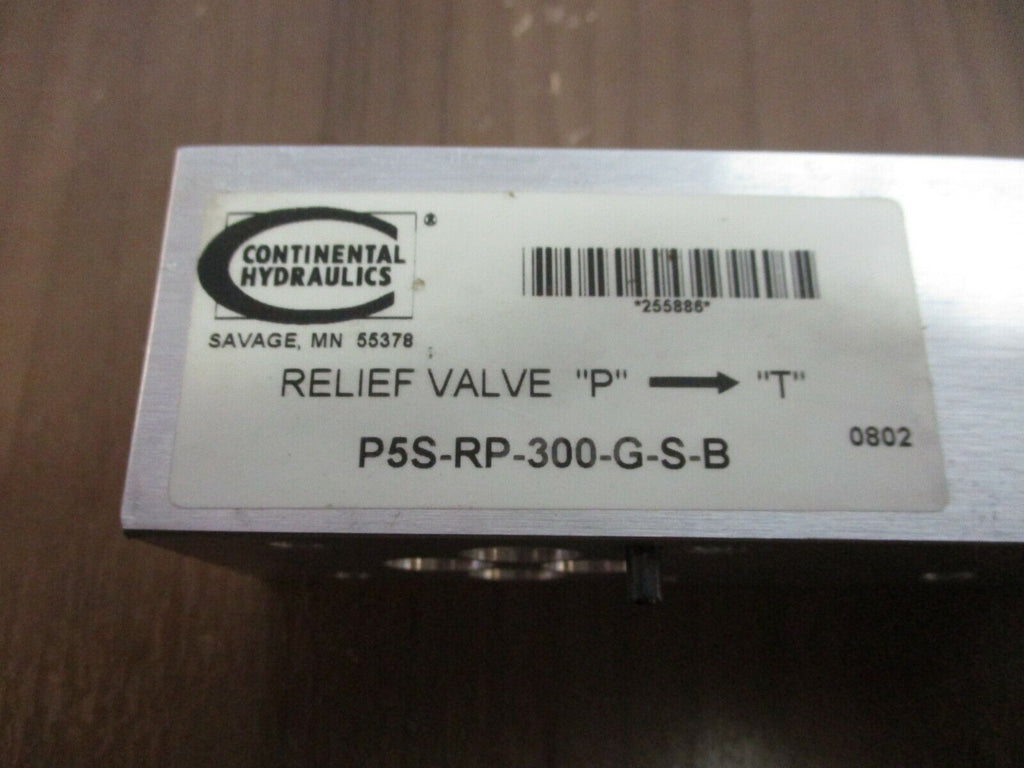 CONTINENTAL
HYDRAULICS
®
SAVAGE, MN 55378
*255886*
RELIEF VALVE "P" → "T"
P5S-RP-300-G-S-B
0802